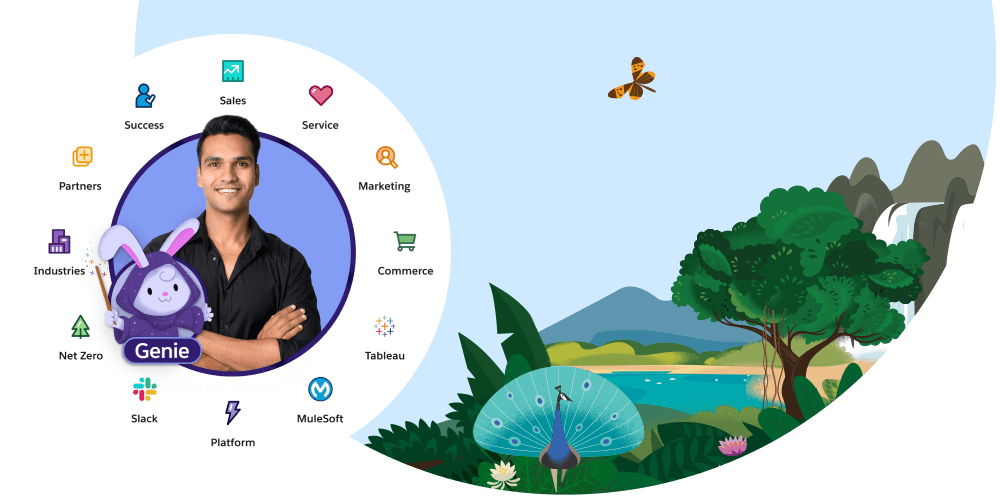 Sales
Success
Service
Partners
Marketing
Industries
Commerce
Genie
Net Zero
Tableau
Slack
MuleSoft
Platform